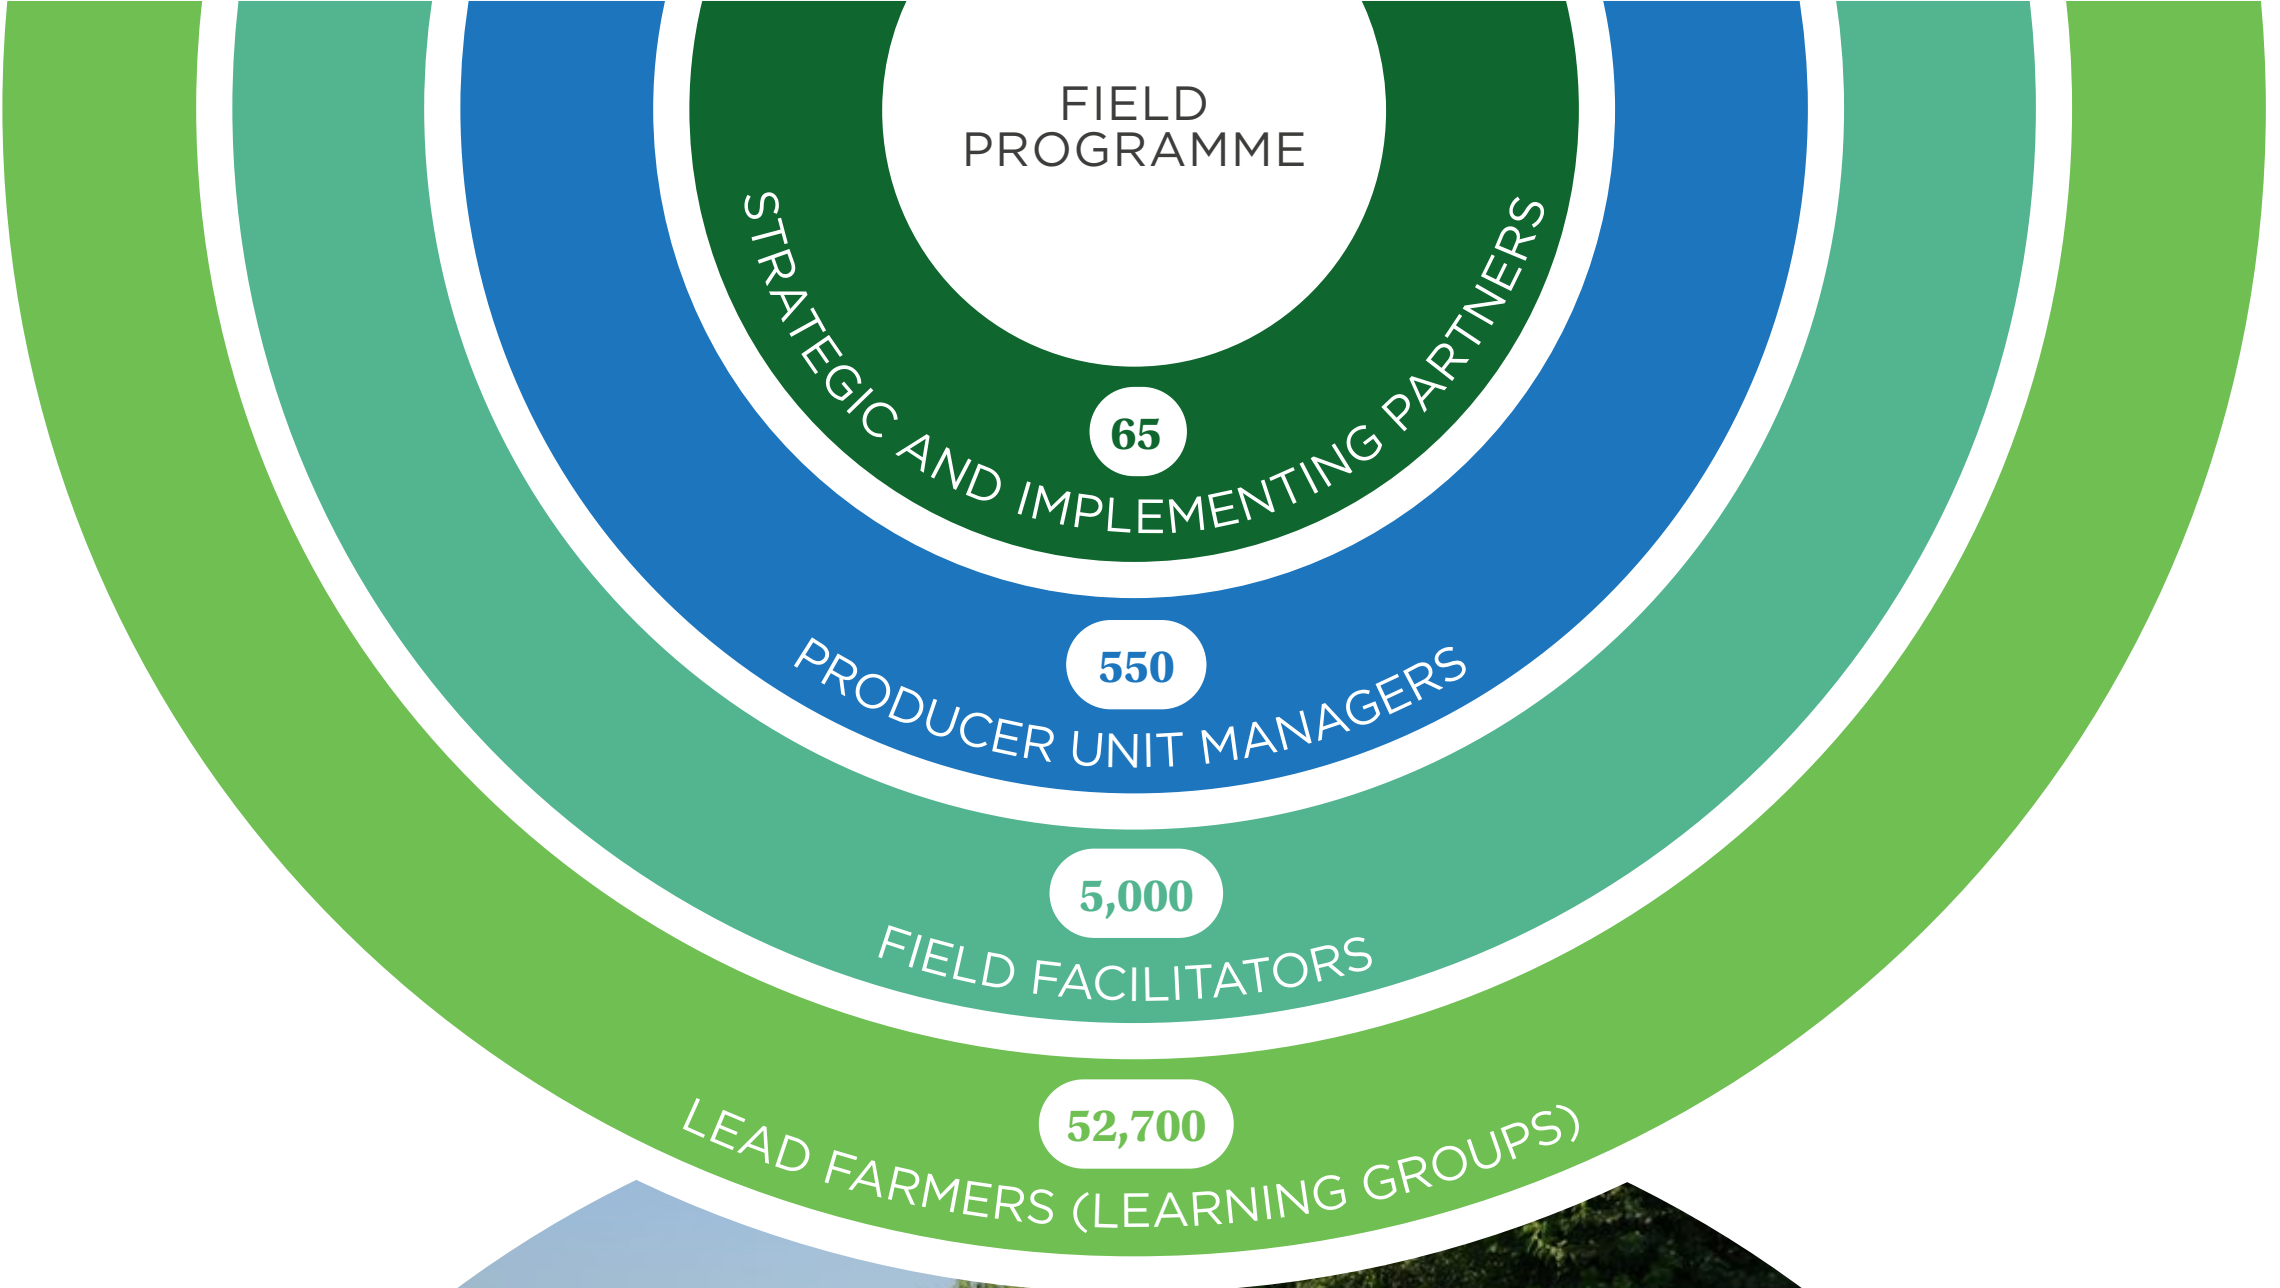 FIELD
PROGRAMME
65
STRATEGIC AND IMPLEMENTING PARTNERS
550
PRODUCER UNIT MANAGERS
5,000
FIELD FACILITATORS
52,700
LEAD FARMERS (LEARNING GROUPS)